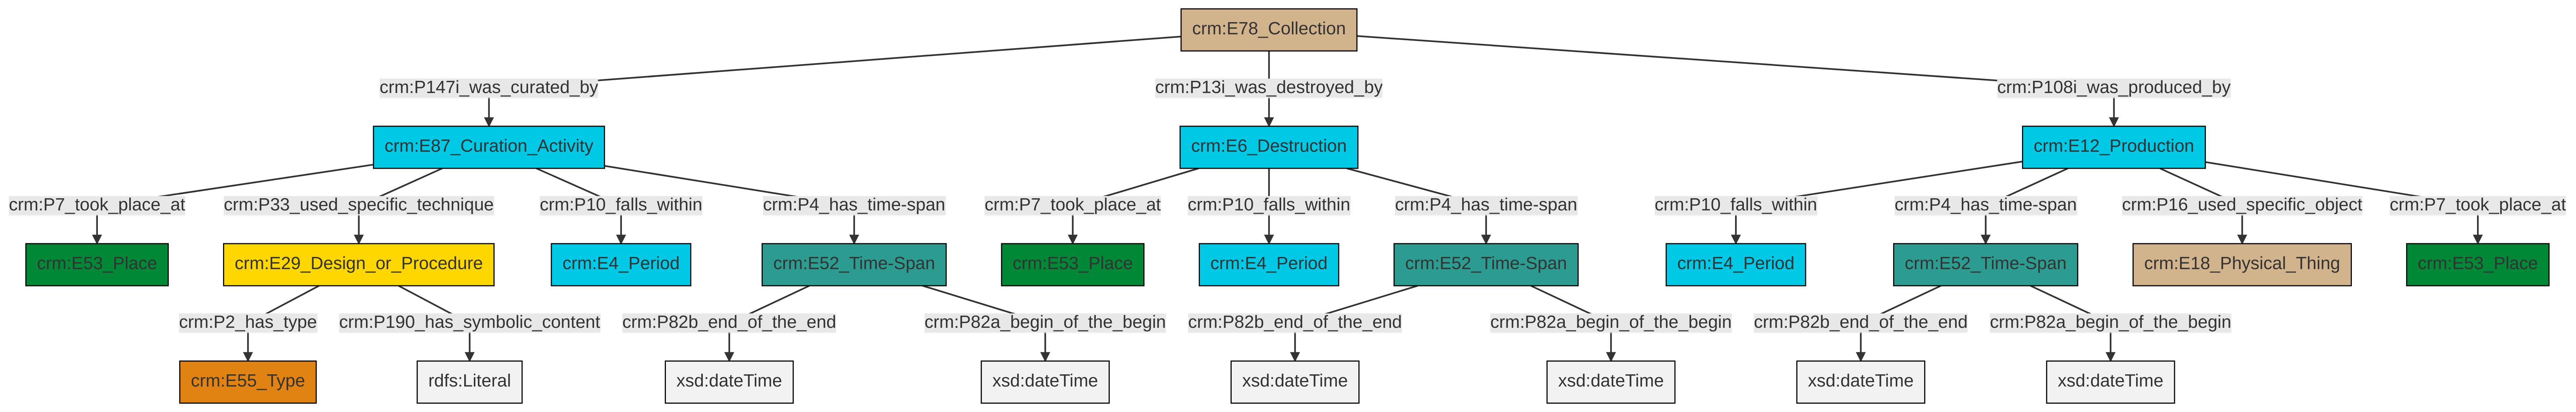 crm:E78_Collection
crm:P147i_was_curated_by
crm:P13i_was_destroyed_by
crm:P108i_was_produced_by
crm:E87_Curation_Activity
crm:E6_Destruction
crm:E12_Production
crm:P7_took_place_at
crm:P33_used_specific_technique
crm:P10_falls_within
crm:P4_has_time-span
crm:P7_took_place_at
crm:P10_falls_within
crm:P4_has_time-span
crm:P10_falls_within
crm:P4_has_time-span
crm:P16_used_specific_object
crm:P7_took_place_at
crm:E53_Place
crm:E29_Design_or_Procedure
crm:E4_Period
crm:E52_Time-Span
crm:E53_Place
crm:E4_Period
crm:E52_Time-Span
crm:E4_Period
crm:E52_Time-Span
crm:E18_Physical_Thing
crm:E53_Place
crm:P2_has_type
crm:P190_has_symbolic_content
crm:P82b_end_of_the_end
crm:P82a_begin_of_the_begin
crm:P82b_end_of_the_end
crm:P82a_begin_of_the_begin
crm:P82b_end_of_the_end
crm:P82a_begin_of_the_begin
crm:E55_Type
rdfs:Literal
xsd:dateTime
xsd:dateTime
xsd:dateTime
xsd:dateTime
xsd:dateTime
xsd:dateTime